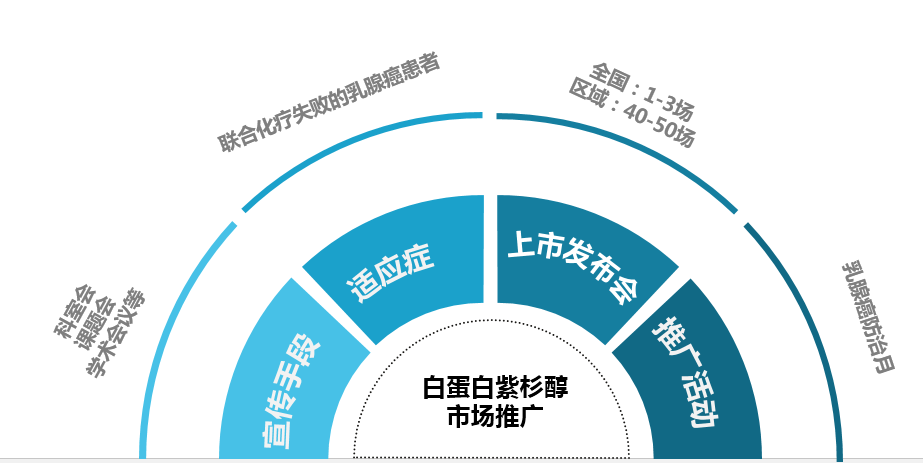 联合化疗失败的乳腺癌患者
全国：1-3场
区域：40-50场
科室会
课题会
学术会议等
乳腺癌防治月
宣传手段
适应症
上市发布会
推广活动
白蛋白紫杉醇
市场推广